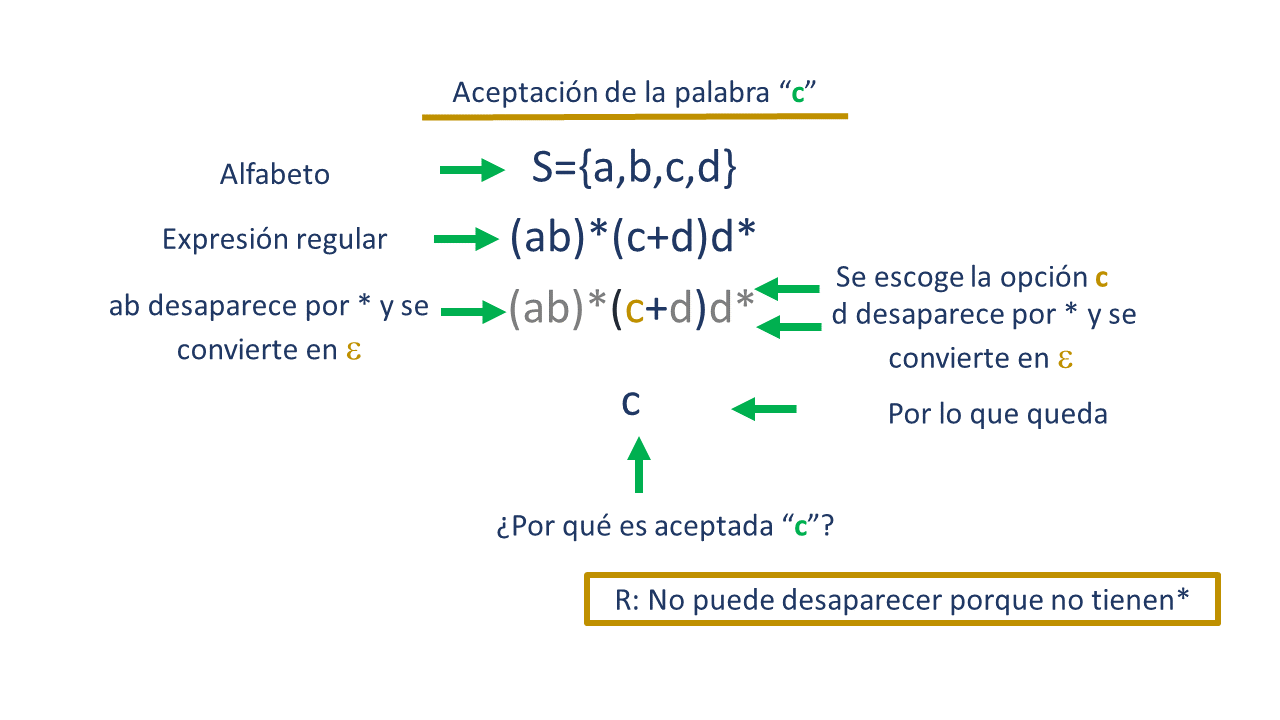 Aceptación de la palabra “c”
Alfabeto
S={a,b,c,d}
Expresión regular
(ab)*(c+d)d*
ab desaparece por * y se
convierte en ε
(ab)*(c+d)d*
Se escoge la opción c
d desaparece por * y se
convierte en ε
c
Por lo que queda
¿Por qué es aceptada “c”?
R: No puede desaparecer porque no tienen*